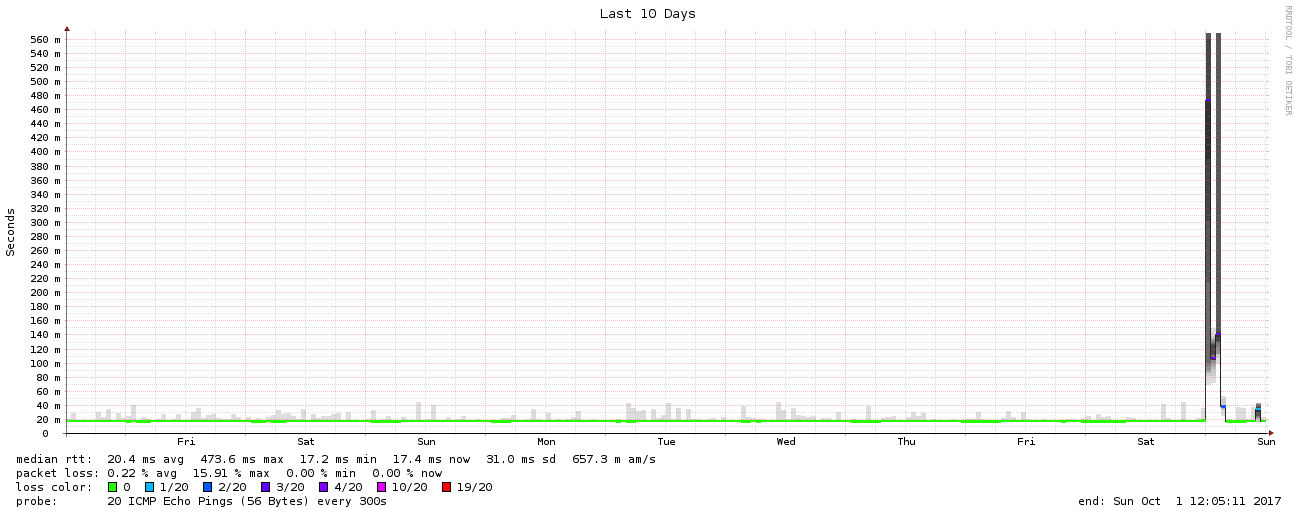 Last 10 Days
RRDTOOL / TOBI OETIKER
Seconds
560 m
540 m
520 m
500 m
480 m
460 m
440 m
420 m
400 m
380 m
360 m
340 m
320 m
300 m
280 m
260 m
240 m
220 m
200 m
180 m
160 m
140 m
120 m
100 m
80 m
60 m
40 m
20 m
0
Fri Sat Sun Mon Tue Wed Thu Fri Sat Sun
median rtt: 20.4 ms avg 473.6 ms max 17.2 ms min 17.4 ms now 31.0 ms sd 657.3 m am/s
packet loss: 0.22 % avg 15.91 % max 0.00 % min 0.00 % now
loss color: 0 1/20 2/20 3/20 4/20 10/20 19/20
probe: 20 ICMP Echo Pings (56 Bytes) every 300s end: Sun Oct 1 12:05:11 2017